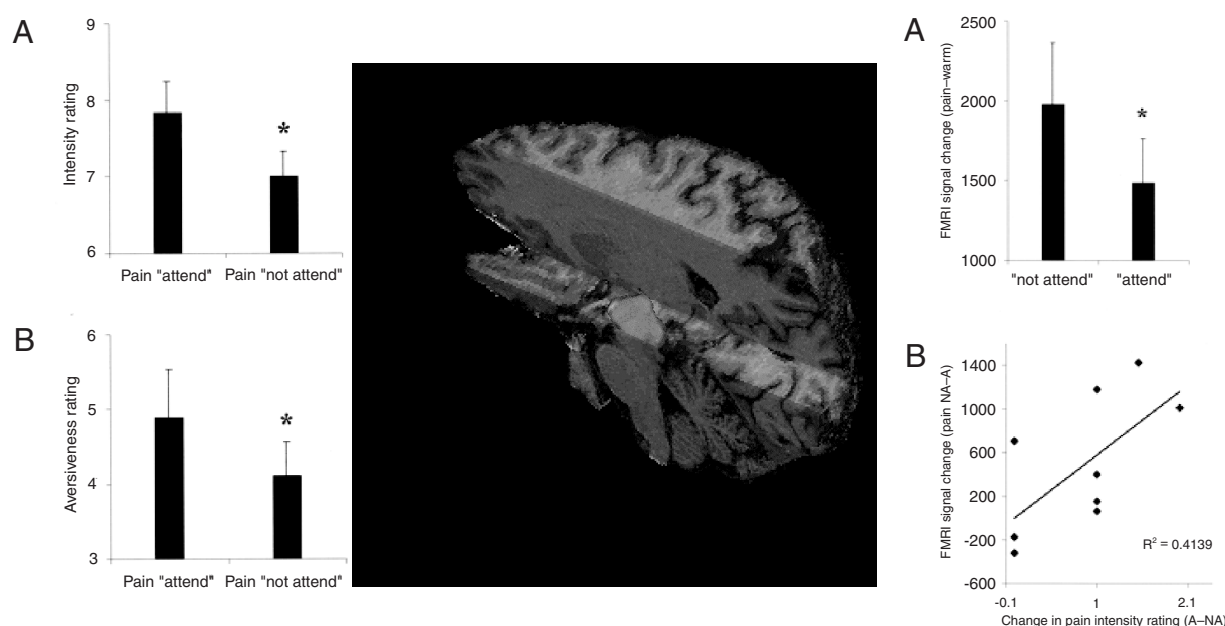 A
Intensity rating
9
8
7
6
*
Pain "attend"
Pain "not attend"
B
Aversiveness rating
6
5
4
3
*
Pain "attend"
Pain "not attend"
A
FMRI signal change (pain–warm)
2500
2000
1500
1000
*
"not attend"
"attend"
B
FMRI signal change (pain NA–A)
1400
1000
600
200
-200
-600
R² = 0.4139
-0.1
1
2.1
Change in pain intensity rating (A–NA)